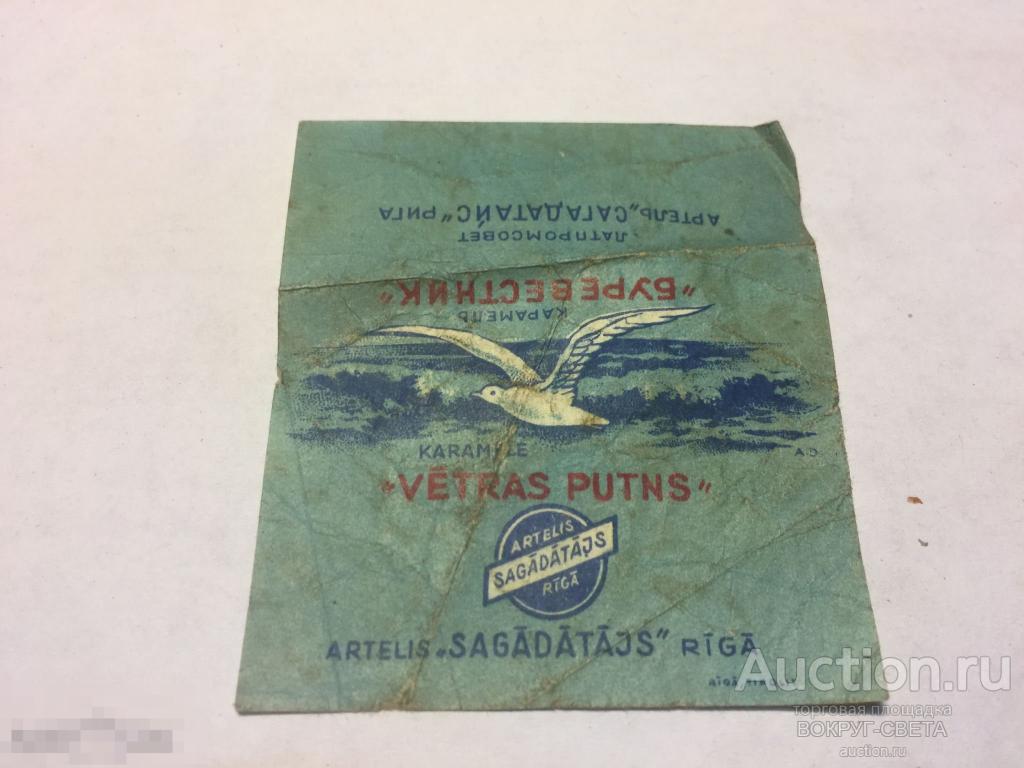 АРТЕЛЬ „САГАДАТАЙС" РИГА
ЛАТПРОМСОВЕТ
"БУРЕВЕСТНИК"
КАРАМЕЛЬ
KARAMELE
A.D.
"VĒTRAS PUTNS"
ARTELIS
SAGĀDĀTĀJS
RĪGĀ
ARTELIS „SAGĀDĀTĀJS" RĪGĀ
Auction.ru
торговая площадка
ВОКРУГ-СВЕТА
auction.ru